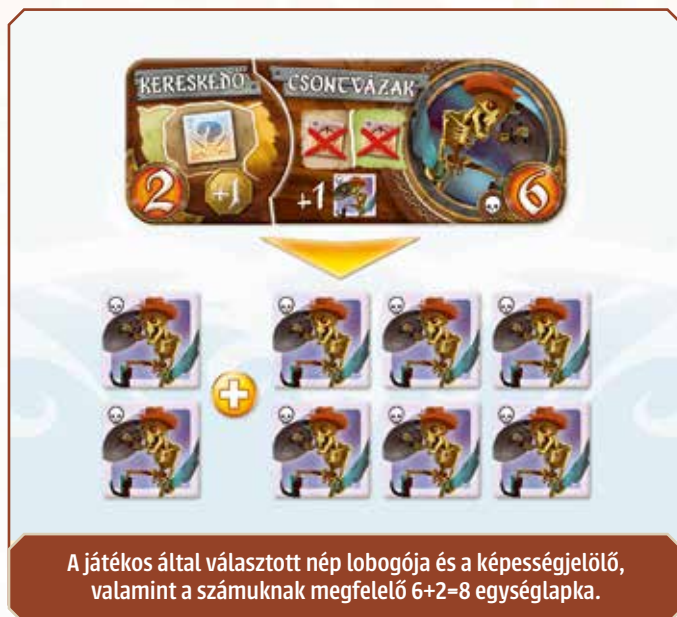 KERESKEDŐ
CSONTVÁZAK
2
+1
+1
6
A játékos által választott nép lobogója és a képességjelölő,
valamint a számuknak megfelelő 6+2=8 egységlapka.